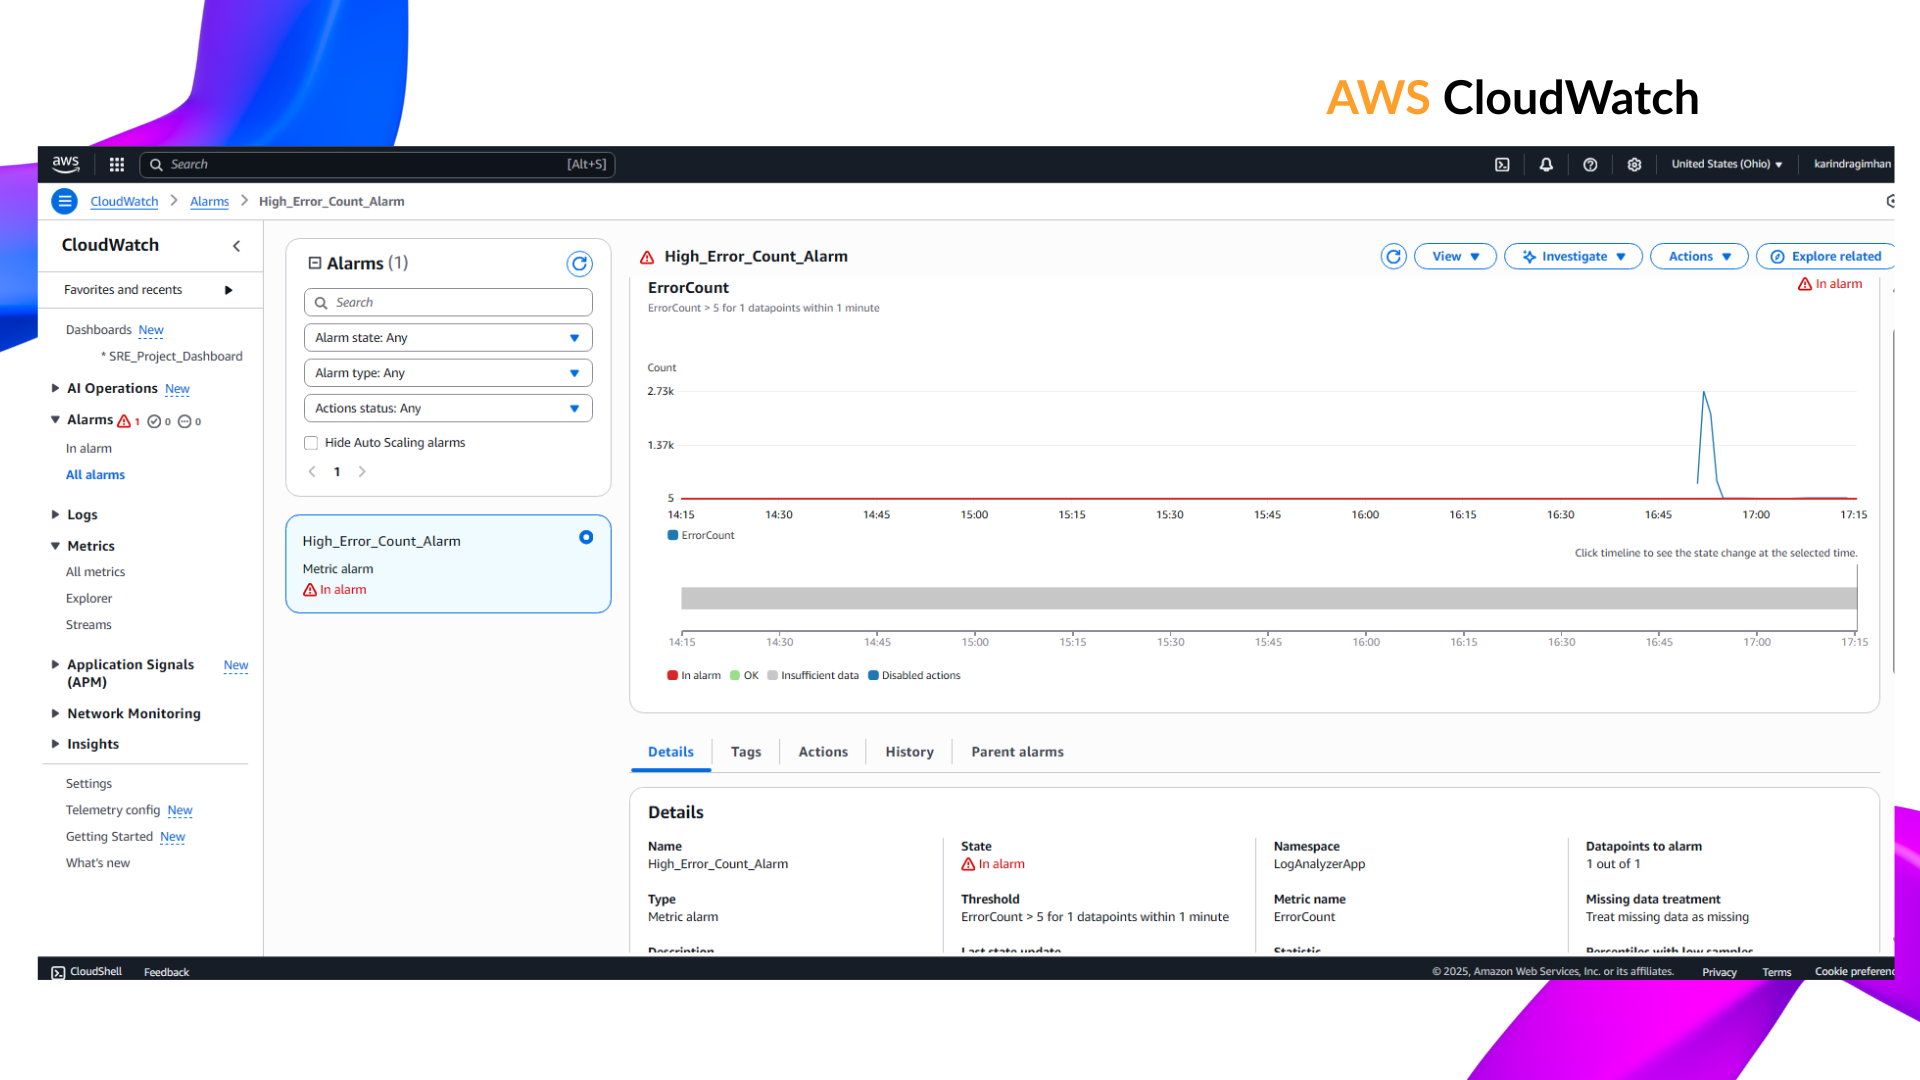 AWS CloudWatch
aws
Search [Alt+S]
United States (Ohio)
karindragimhan
CloudWatch
Alarms
High_Error_Count_Alarm
CloudWatch
Favorites and recents
Dashboards New
* SRE_Project_Dashboard
AI Operations New
Alarms 1 0 0
In alarm
All alarms
Logs
Metrics
All metrics
Explorer
Streams
Application Signals New
(APM)
Network Monitoring
Insights
Settings
Telemetry config New
Getting Started New
What's new
Alarms (1)
Search
Alarm state: Any
Alarm type: Any
Actions status: Any
Hide Auto Scaling alarms
1
High_Error_Count_Alarm
Metric alarm
In alarm
High_Error_Count_Alarm
View
Investigate
Actions
Explore related
ErrorCount
In alarm
ErrorCount > 5 for 1 datapoints within 1 minute
Count
2.73k
1.37k
5
14:15 14:30 14:45 15:00 15:15 15:30 15:45 16:00 16:15 16:30 16:45 17:00 17:15
ErrorCount
Click timeline to see the state change at the selected time.
14:15 14:30 14:45 15:00 15:15 15:30 15:45 16:00 16:15 16:30 16:45 17:00 17:15
In alarm OK Insufficient data Disabled actions
Details
Tags
Actions
History
Parent alarms
Details
Name
High_Error_Count_Alarm
Type
Metric alarm
Description
State
In alarm
Threshold
ErrorCount > 5 for 1 datapoints within 1 minute
Last state update
Namespace
LogAnalyzerApp
Metric name
ErrorCount
Statistic
Datapoints to alarm
1 out of 1
Missing data treatment
Treat missing data as missing
Percentiles with low samples
CloudShell
Feedback
© 2025, Amazon Web Services, Inc. or its affiliates.
Privacy
Terms
Cookie preferenc